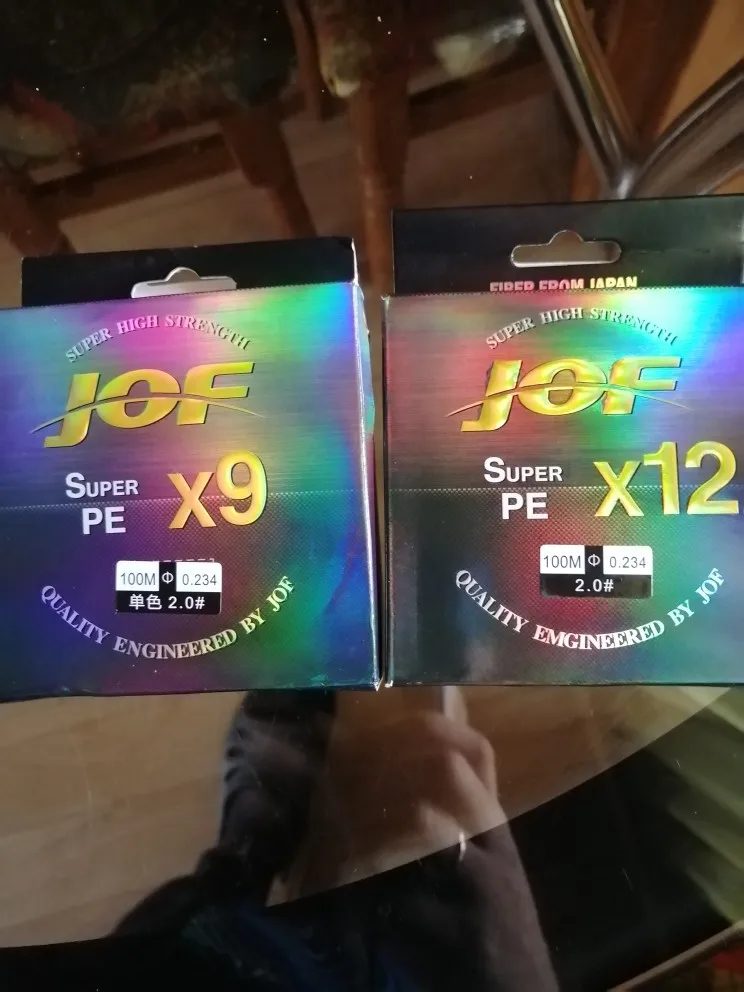 SUPER HIGH STRENGTH
JOF
SUPER
PE
X9
100M Φ 0.234
单色 2.0#
QUALITY ENGINEERED BY JOF
FIBER FROM JAPAN
SUPER HIGH STRENGTH
JOF
SUPER
PE
X12
100M Φ 0.234
2.0#
QUALITY EMGINEERED BY JOF